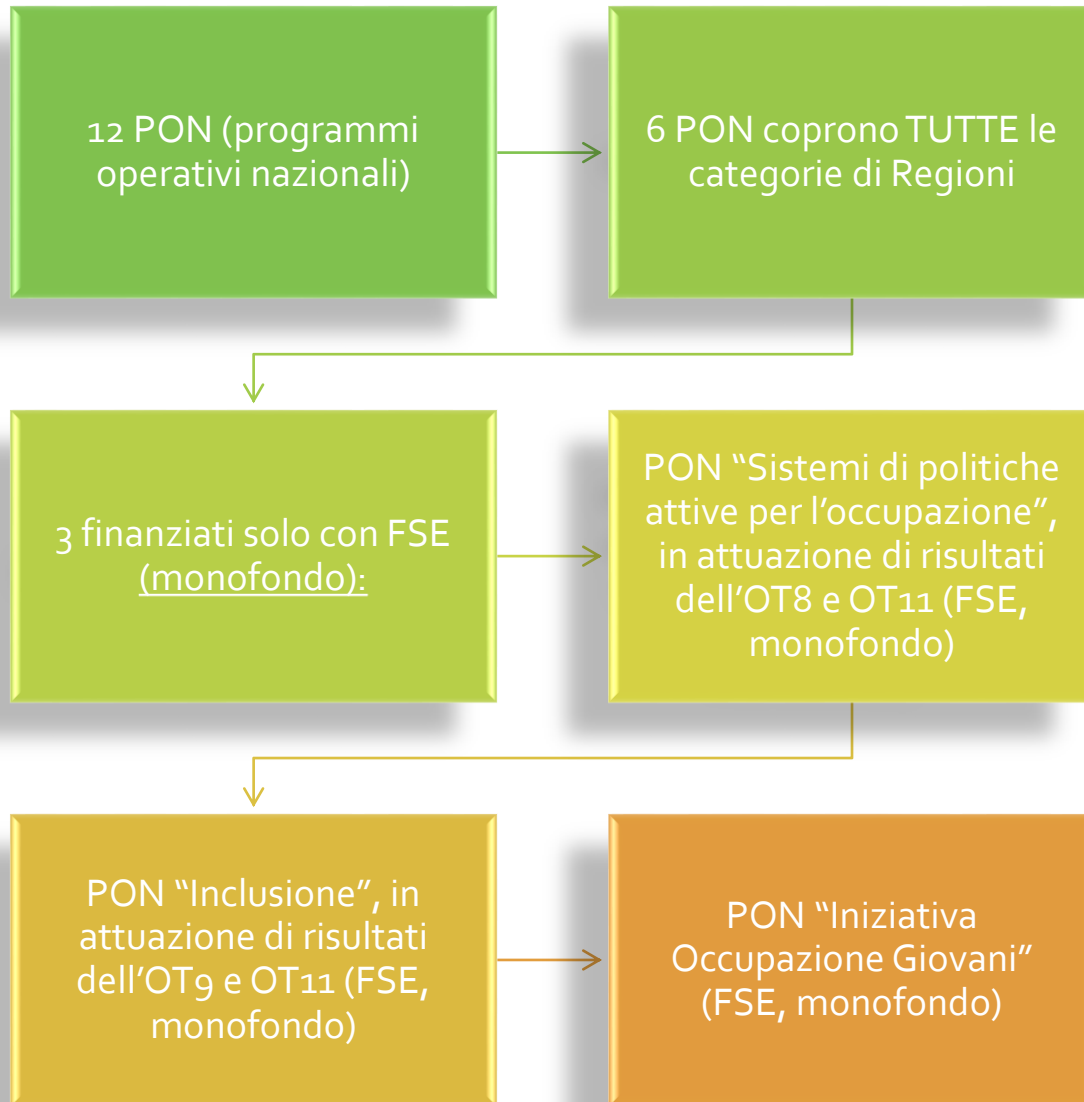 12 PON (programmi
operativi nazionali)
6 PON coprono TUTTE le
categorie di Regioni
3 finanziati solo con FSE
(monofondo):
PON “Sistemi di politiche
attive per l’occupazione”,
in attuazione di risultati
dell’OT8 e OT11 (FSE,
monofondo)
PON “Inclusione”, in
attuazione di risultati
dell’OT9 e OT11 (FSE,
monofondo)
PON “Iniziativa
Occupazione Giovani”
(FSE, monofondo)